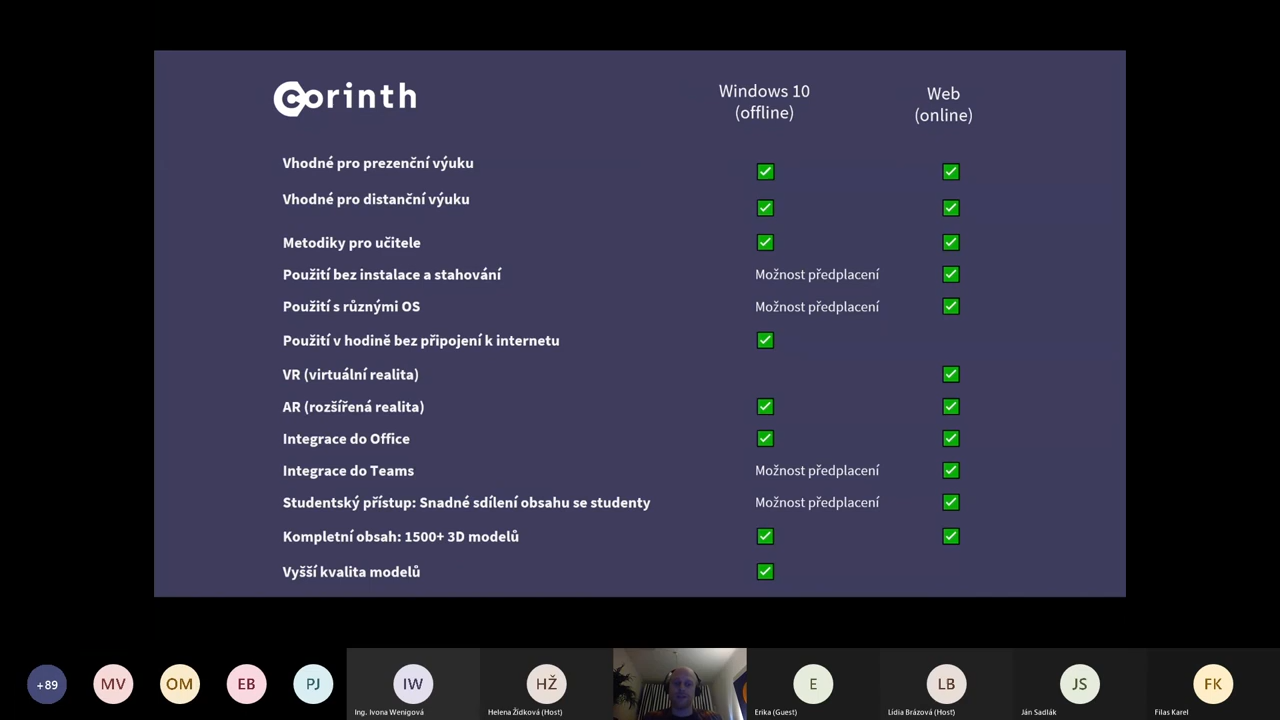 Corinth
Windows 10
(offline)
Web
(online)
Vhodné pro prezenční výuku
Vhodné pro distanční výuku
Metodiky pro učitele
Použití bez instalace a stahování Možnost předplacení
Použití s různými OS Možnost předplacení
Použití v hodině bez připojení k internetu
VR (virtuální realita)
AR (rozšířená realita)
Integrace do Office
Integrace do Teams Možnost předplacení
Studentský přístup: Snadné sdílení obsahu se studenty Možnost předplacení
Kompletní obsah: 1500+ 3D modelů
Vyšší kvalita modelů
+89 MV OM EB PJ IW HŽ E LB JS FK
Ing. Ivona Wenigová Helena Židková (Host) Erika (Guest) Lídia Brázová (Host) Ján Sadlák Filas Karel